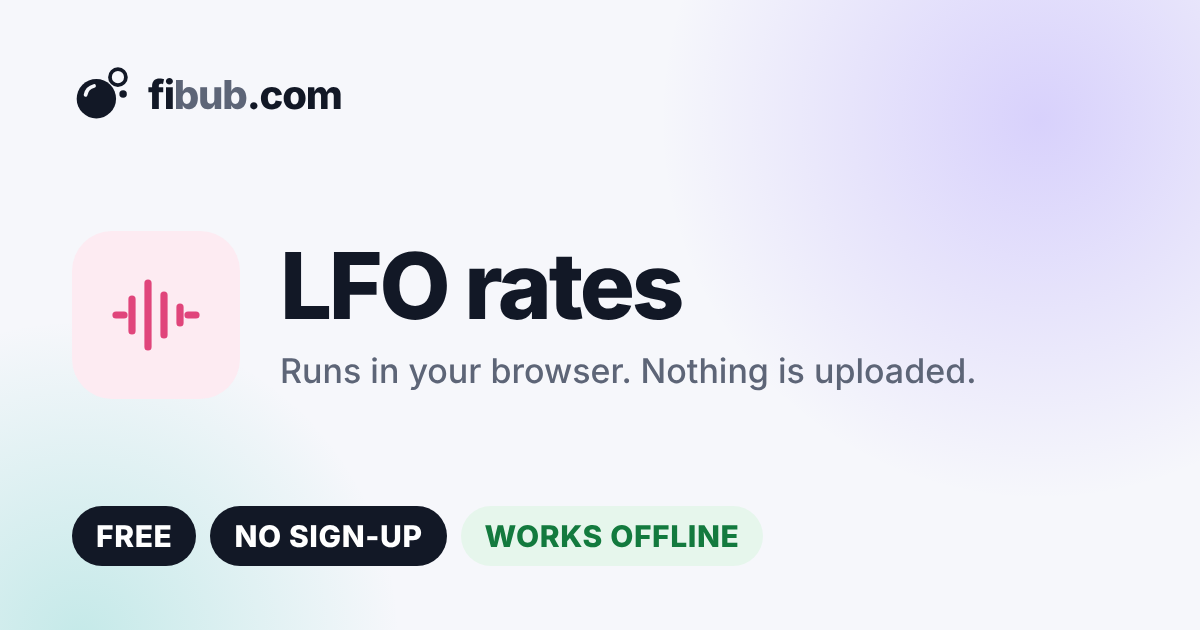 fibub.com
LFO rates
Runs in your browser. Nothing is uploaded.
FREE NO SIGN-UP WORKS OFFLINE